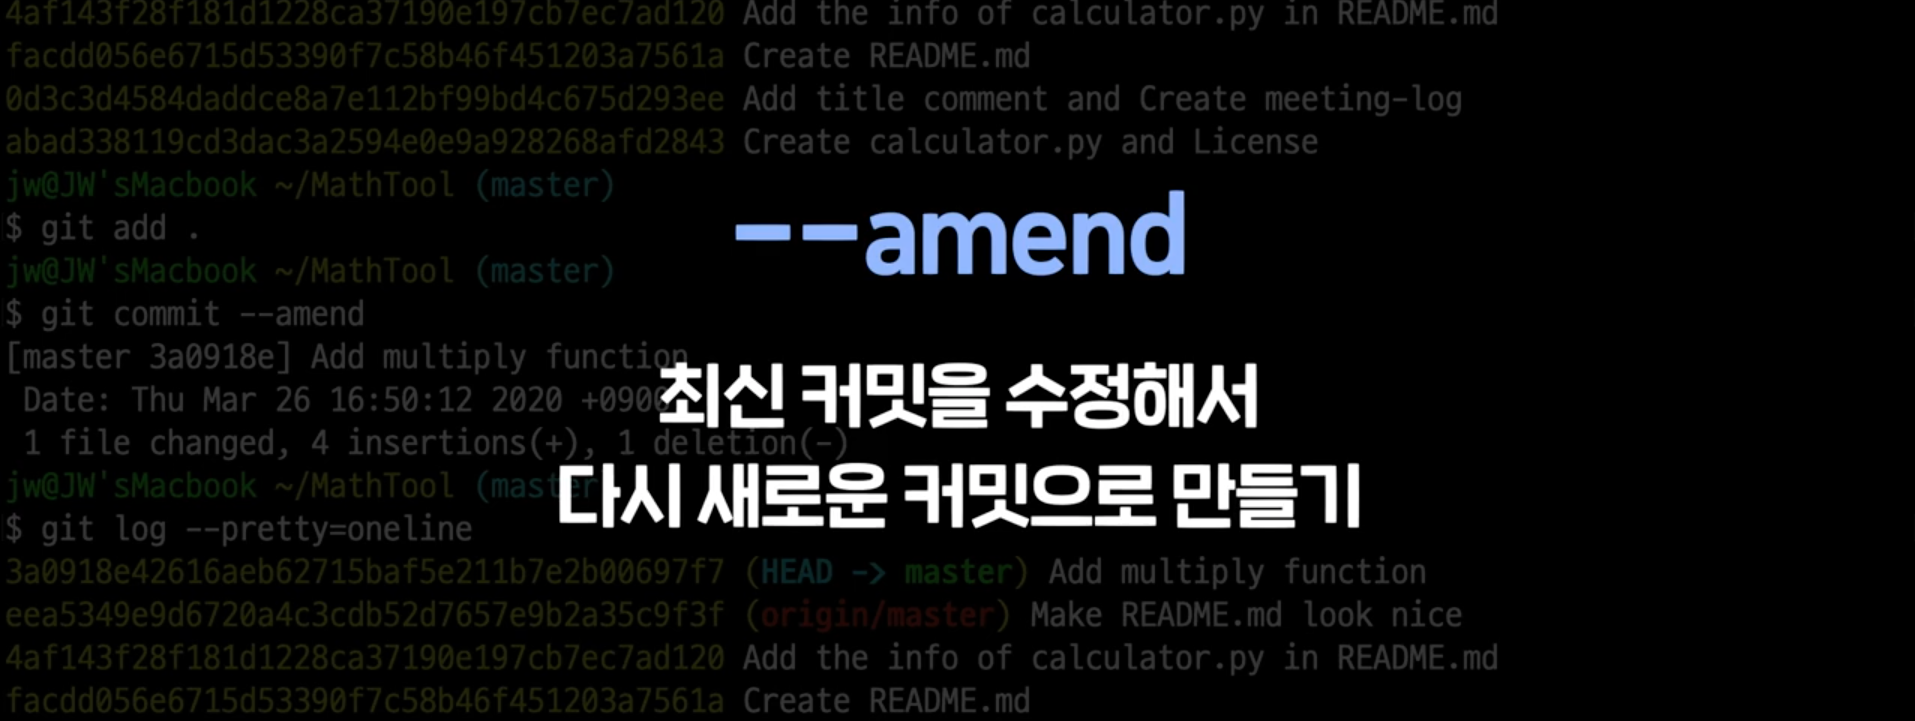 4af143f28f181d1228ca37190e197cb7ec7ad120 Add the info of calculator.py in README.md
facdd056e6715d53390f7c58b46f451203a7561a Create README.md
0d3c3d4584daddce8a7e112bf99bd4c675d293ee Add title comment and Create meeting-log
abad338119cd3dac3a2594e0e9a928268afd2843 Create calculator.py and License
jw@JW'sMacbook ~/MathTool (master)
$ git add .
jw@JW'sMacbook ~/MathTool (master)
$ git commit --amend
[master 3a0918e] Add multiply function
Date: Thu Mar 26 16:50:12 2020 +0900
1 file changed, 4 insertions(+), 1 deletion(-)
jw@JW'sMacbook ~/MathTool (master)
$ git log --pretty=oneline
3a0918e42616aeb62715baf5e211b7e2b00697f7 (HEAD -> master) Add multiply function
eea5349e9d6720a4c3cdb52d7657e9b2a35c9f3f (origin/master) Make README.md look nice
4af143f28f181d1228ca37190e197cb7ec7ad120 Add the info of calculator.py in README.md
facdd056e6715d53390f7c58b46f451203a7561a Create README.md
--amend
최신 커밋을 수정해서
다시 새로운 커밋으로 만들기